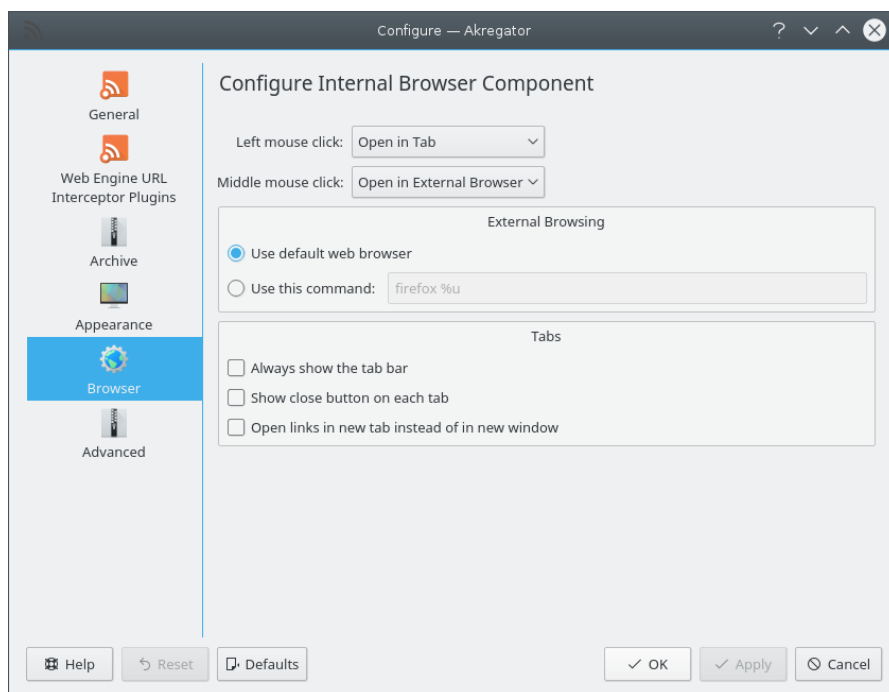 Configure — Akregator
General
Web Engine URL
Interceptor Plugins
Archive
Appearance
Browser
Advanced
Configure Internal Browser Component
Left mouse click: Open in Tab
Middle mouse click: Open in External Browser
External Browsing
Use default web browser
Use this command: firefox %u
Tabs
Always show the tab bar
Show close button on each tab
Open links in new tab instead of in new window
Help Reset Defaults OK Apply Cancel